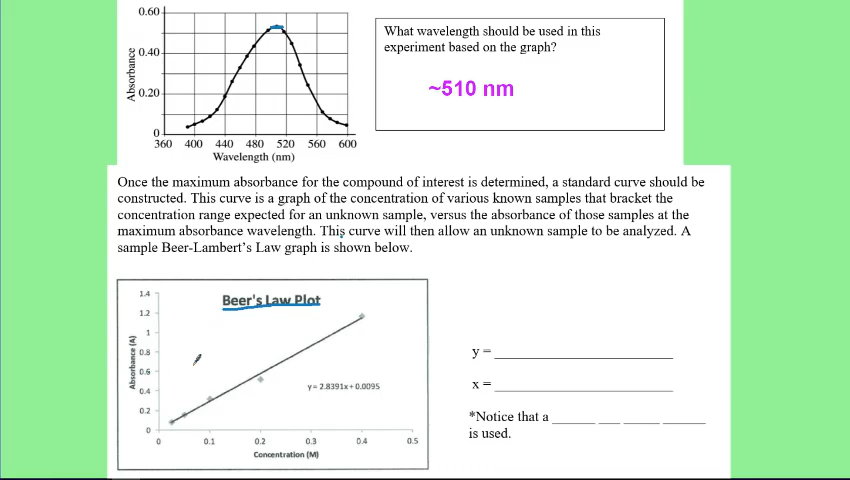 0.60
0.40
0.20
0
Absorbance
360 400 440 480 520 560 600
Wavelength (nm)
What wavelength should be used in this
experiment based on the graph?
~510 nm
Once the maximum absorbance for the compound of interest is determined, a standard curve should be
constructed. This curve is a graph of the concentration of various known samples that bracket the
concentration range expected for an unknown sample, versus the absorbance of those samples at the
maximum absorbance wavelength. This curve will then allow an unknown sample to be analyzed. A
sample Beer-Lambert's Law graph is shown below.
Beer's Law Plot
1.4
1.2
1
0.8
0.6
0.4
0.2
0
Absorbance (A)
y = 2.8391x + 0.0095
0 0.1 0.2 0.3 0.4 0.5
Concentration (M)
y = ____________________
x = ____________________
*Notice that a ______ ___ _____ ______
is used.